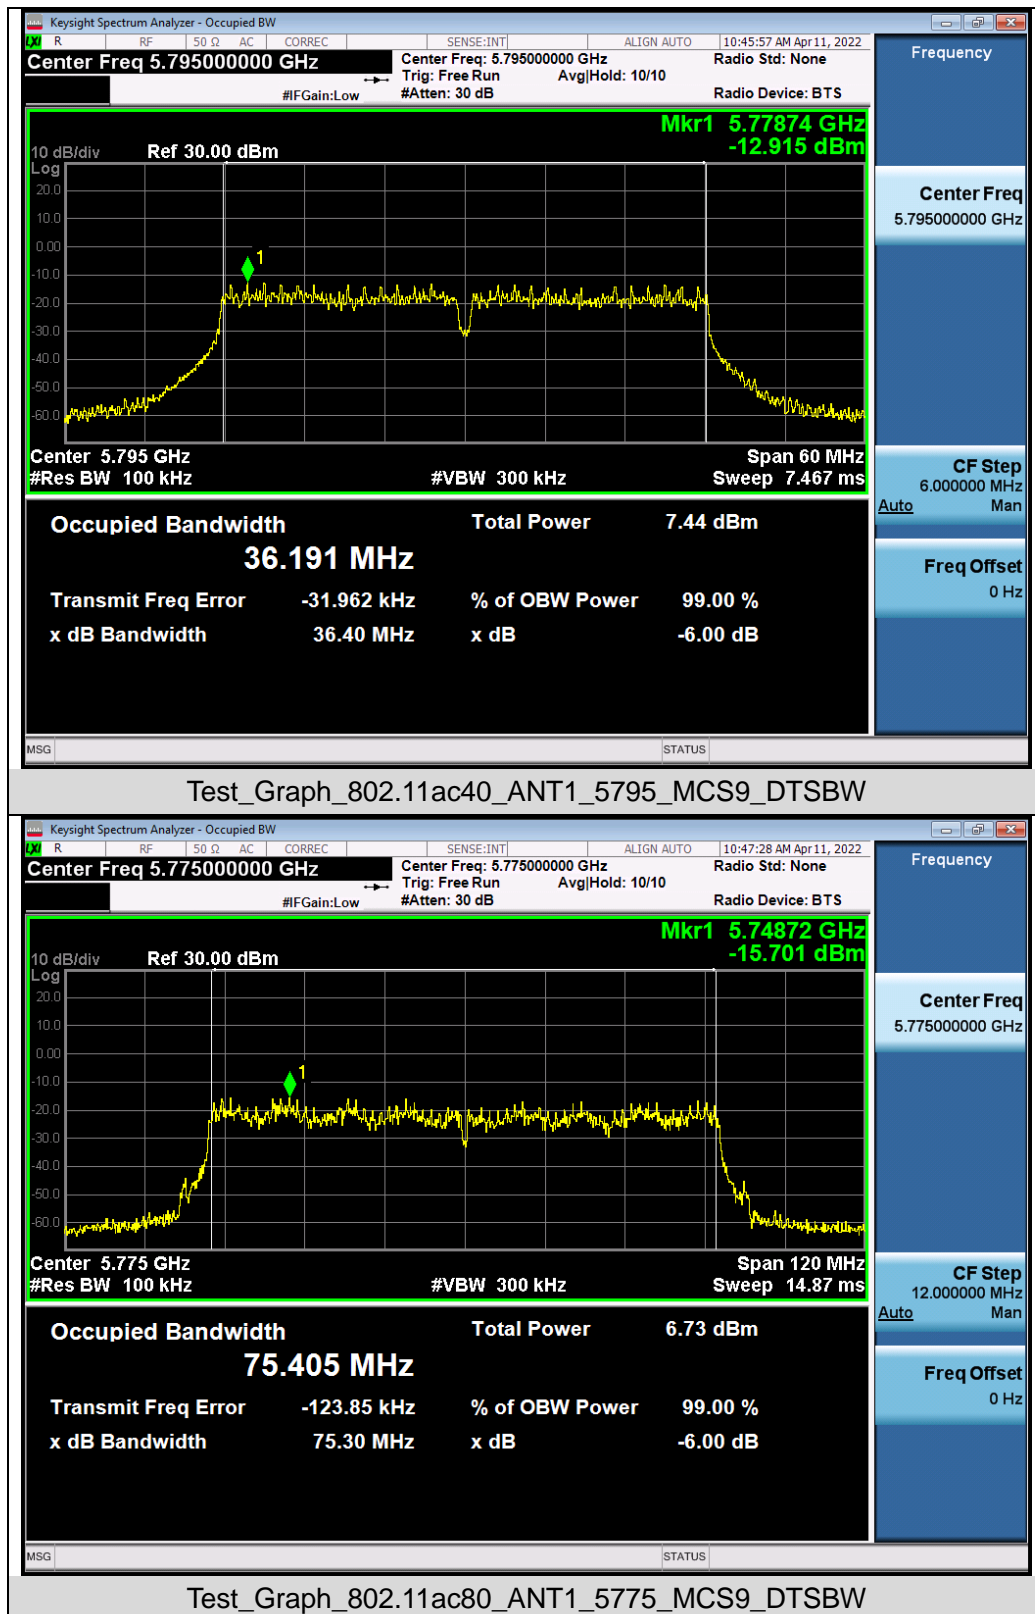 Keysight Spectrum Analyzer - Occupied BW
LXI R RF 50 Ω AC CORREC SENSE:INT ALIGN AUTO 10:45:57 AM Apr 11, 2022
Center Freq 5.795000000 GHz
Center Freq: 5.795000000 GHz Radio Std: None
Trig: Free Run Avg|Hold: 10/10
#IFGain:Low #Atten: 30 dB Radio Device: BTS
Frequency
Mkr1 5.77874 GHz
-12.915 dBm
10 dB/div Ref 30.00 dBm
Log
20.0
10.0
0.00
-10.0
-20.0
-30.0
-40.0
-50.0
-60.0
1
Center 5.795 GHz Span 60 MHz
#Res BW 100 kHz #VBW 300 kHz Sweep 7.467 ms
Center Freq
5.795000000 GHz
CF Step
6.000000 MHz
Auto Man
Freq Offset
0 Hz
Occupied Bandwidth Total Power 7.44 dBm
36.191 MHz
Transmit Freq Error -31.962 kHz % of OBW Power 99.00 %
x dB Bandwidth 36.40 MHz x dB -6.00 dB
MSG STATUS
Test_Graph_802.11ac40_ANT1_5795_MCS9_DTSBW
Keysight Spectrum Analyzer - Occupied BW
LXI R RF 50 Ω AC CORREC SENSE:INT ALIGN AUTO 10:47:28 AM Apr 11, 2022
Center Freq 5.775000000 GHz
Center Freq: 5.775000000 GHz Radio Std: None
Trig: Free Run Avg|Hold: 10/10
#IFGain:Low #Atten: 30 dB Radio Device: BTS
Frequency
Mkr1 5.74872 GHz
-15.701 dBm
10 dB/div Ref 30.00 dBm
Log
20.0
10.0
0.00
-10.0
-20.0
-30.0
-40.0
-50.0
-60.0
1
Center 5.775 GHz Span 120 MHz
#Res BW 100 kHz #VBW 300 kHz Sweep 14.87 ms
Center Freq
5.775000000 GHz
CF Step
12.000000 MHz
Auto Man
Freq Offset
0 Hz
Occupied Bandwidth Total Power 6.73 dBm
75.405 MHz
Transmit Freq Error -123.85 kHz % of OBW Power 99.00 %
x dB Bandwidth 75.30 MHz x dB -6.00 dB
MSG STATUS
Test_Graph_802.11ac80_ANT1_5775_MCS9_DTSBW